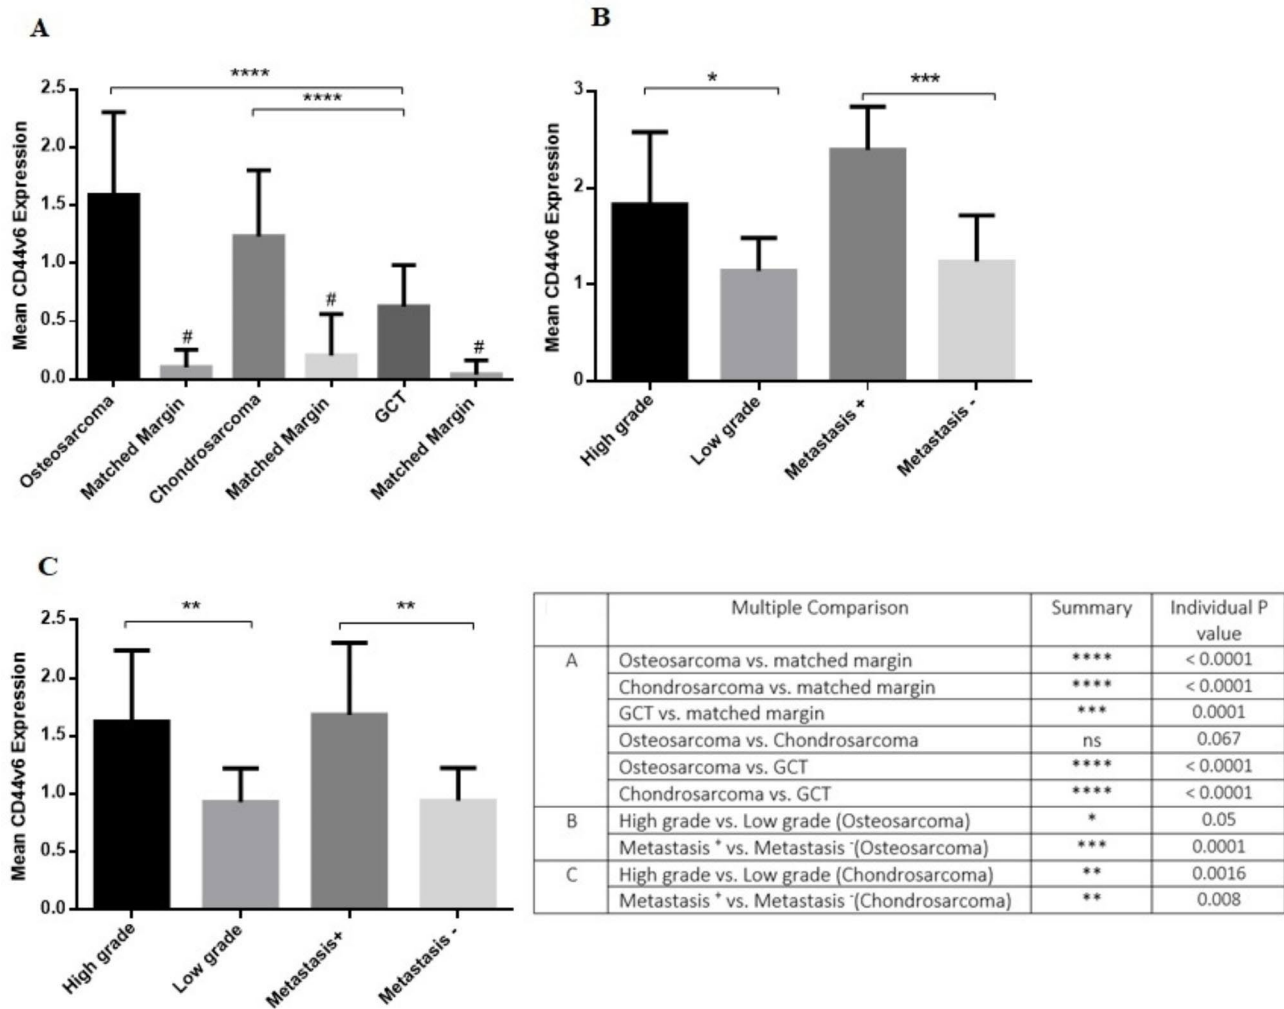 A
****
****
2.5
2.0
1.5
1.0
0.5
0.0
Mean CD44v6 Expression
#
#
#
Osteosarcoma
Matched Margin
Chondrosarcoma
Matched Margin
GCT
Matched Margin
B
*
***
3
2
1
0
Mean CD44v6 Expression
High grade
Low grade
Metastasis +
Metastasis -
C
**
**
2.5
2.0
1.5
1.0
0.5
0.0
Mean CD44v6 Expression
High grade
Low grade
Metastasis+
Metastasis -
Multiple Comparison Summary Individual P
value
A Osteosarcoma vs. matched margin **** < 0.0001
Chondrosarcoma vs. matched margin **** < 0.0001
GCT vs. matched margin *** 0.0001
Osteosarcoma vs. Chondrosarcoma ns 0.067
Osteosarcoma vs. GCT **** < 0.0001
Chondrosarcoma vs. GCT **** < 0.0001
B High grade vs. Low grade (Osteosarcoma) * 0.05
Metastasis + vs. Metastasis -(Osteosarcoma) *** 0.0001
C High grade vs. Low grade (Chondrosarcoma) ** 0.0016
Metastasis + vs. Metastasis -(Chondrosarcoma) ** 0.008